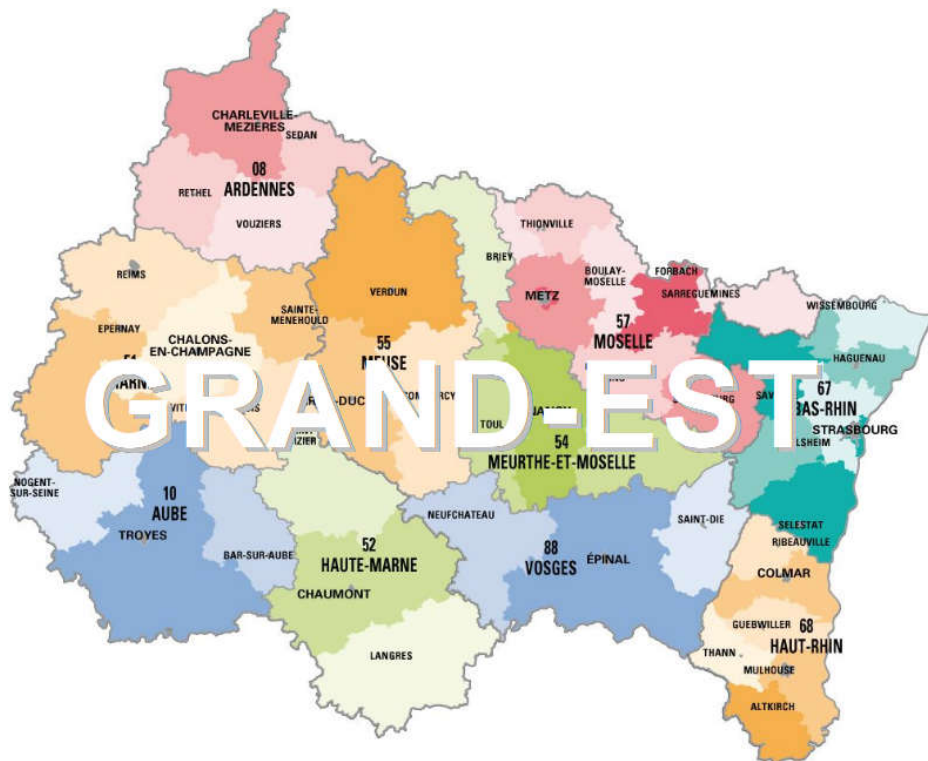 CHARLEVILLE-
MEZIERES
SEDAN
08
ARDENNES
RETHEL
VOUZIERS
REIMS
EPERNAY
SAINTE-
MENEHOULD
CHALONS-
EN-CHAMPAGNE
VERDUN
55
BRIEY
THIONVILLE
METZ
BOULAY-
MOSELLE
FORBACH
SARREGUEMINES
57
MOSELLE
WISSEMBOURG
HAGUENAU
67
BAS-RHIN
STRASBOURG
GRAND-EST
TOUL
54
MEURTHE-ET-MOSELLE
NOGENT-
SUR-SEINE
10
AUBE
TROYES
BAR-SUR-AUBE
52
HAUTE-MARNE
CHAUMONT
LANGRES
NEUFCHATEAU
88
VOSGES
ÉPINAL
SAINT-DIE
SELESTAT
RIBEAUVILLE
COLMAR
GUEBWILLER
68
HAUT-RHIN
THANN
MULHOUSE
ALTKIRCH